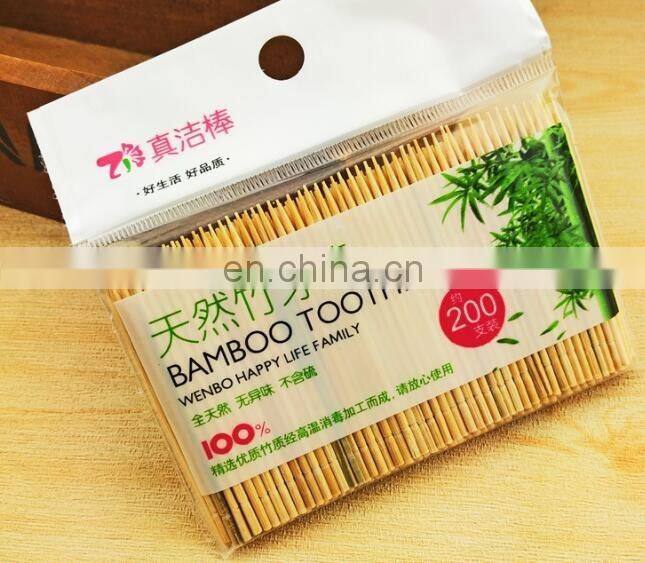 真洁棒
·好生活 好品质·
en.china.cn
天然竹牙
BAMBOO TOOTH
约
200
支装
WENBO HAPPY LIFE FAMILY
全天然 无异味 不含硫
100%
精选优质竹质经高温消毒加工而成,请放心使用